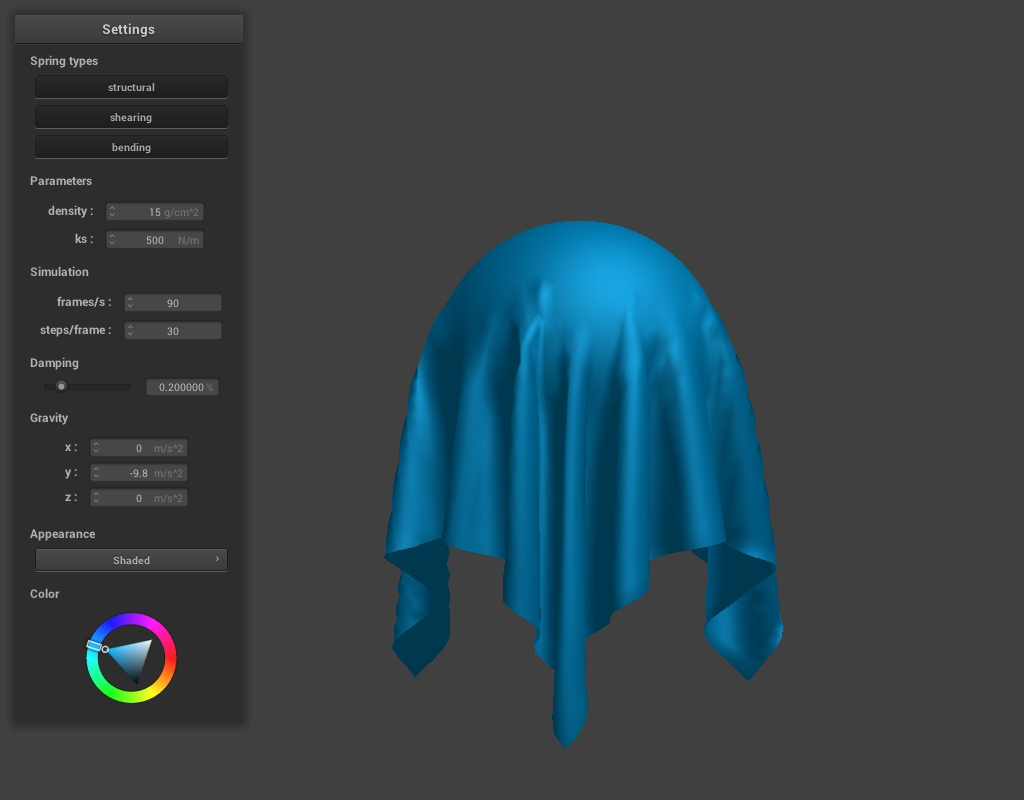 Settings
Spring types
structural
shearing
bending
Parameters
density : 15 g/cm^2
ks : 500 N/m
Simulation
frames/s : 90
steps/frame : 30
Damping
0.200000 %
Gravity
x : 0 m/s^2
y : -9.8 m/s^2
z : 0 m/s^2
Appearance
Shaded
Color